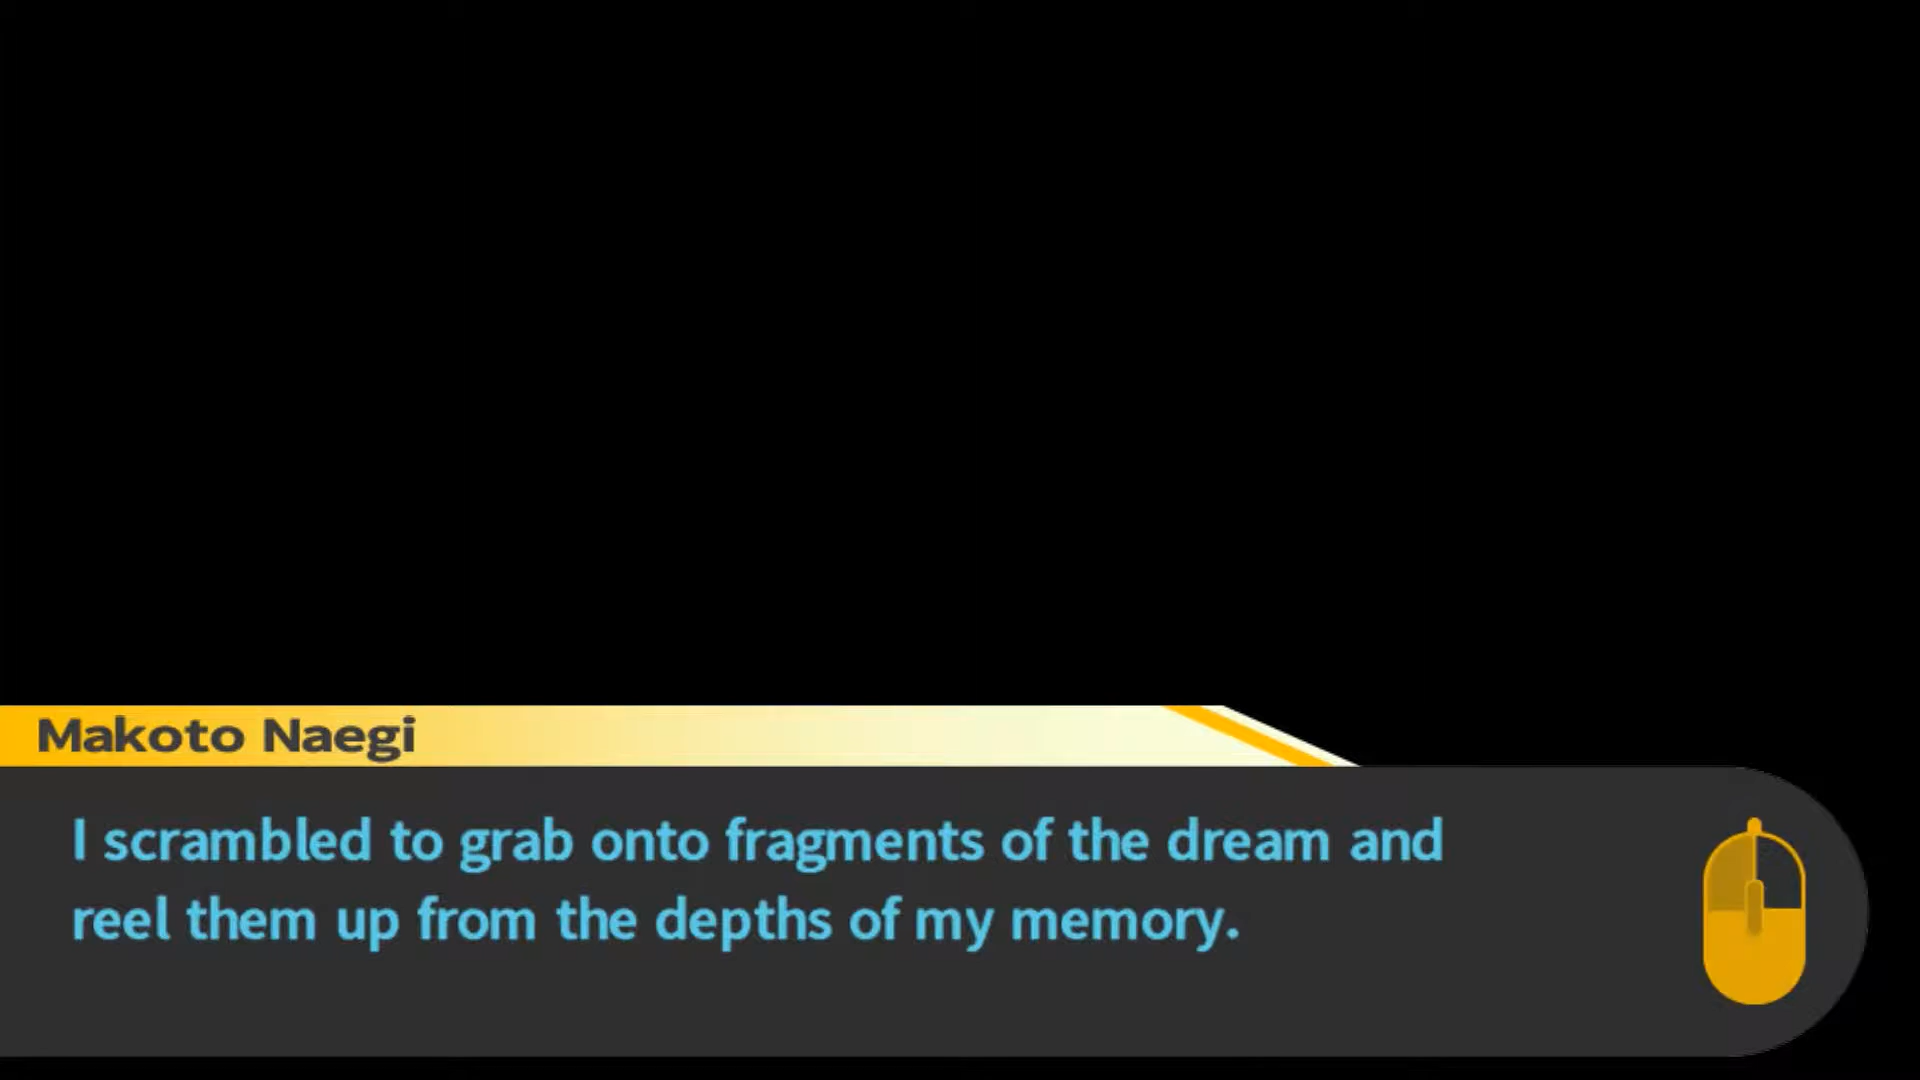 Makoto Naegi
I scrambled to grab onto fragments of the dream and
reel them up from the depths of my memory.